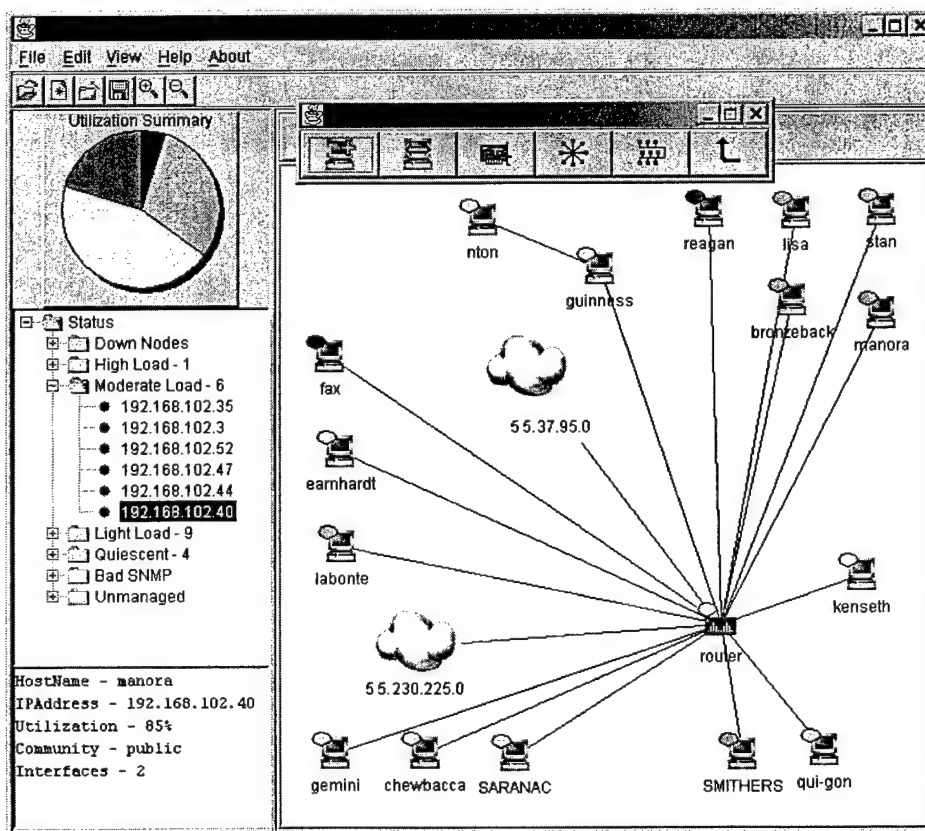 File Edit View Help About
Utilization Summary
Status
Down Nodes
High Load - 1
Moderate Load - 6
192.168.102.35
192.168.102.3
192.168.102.52
192.168.102.47
192.168.102.44
192.168.102.40
Light Load - 9
Quiescent - 4
Bad SNMP
Unmanaged
HostName - manora
IPAddress - 192.168.102.40
Utilization - 85%
Community - public
Interfaces - 2
nton
reagan
lisa
stan
guinness
bronzeback
manora
fax
55.37.95.0
earnhardt
labonte
kenseth
router
55.230.225.0
gemini
chewbacca
SARANAC
SMITHERS
qui-gon